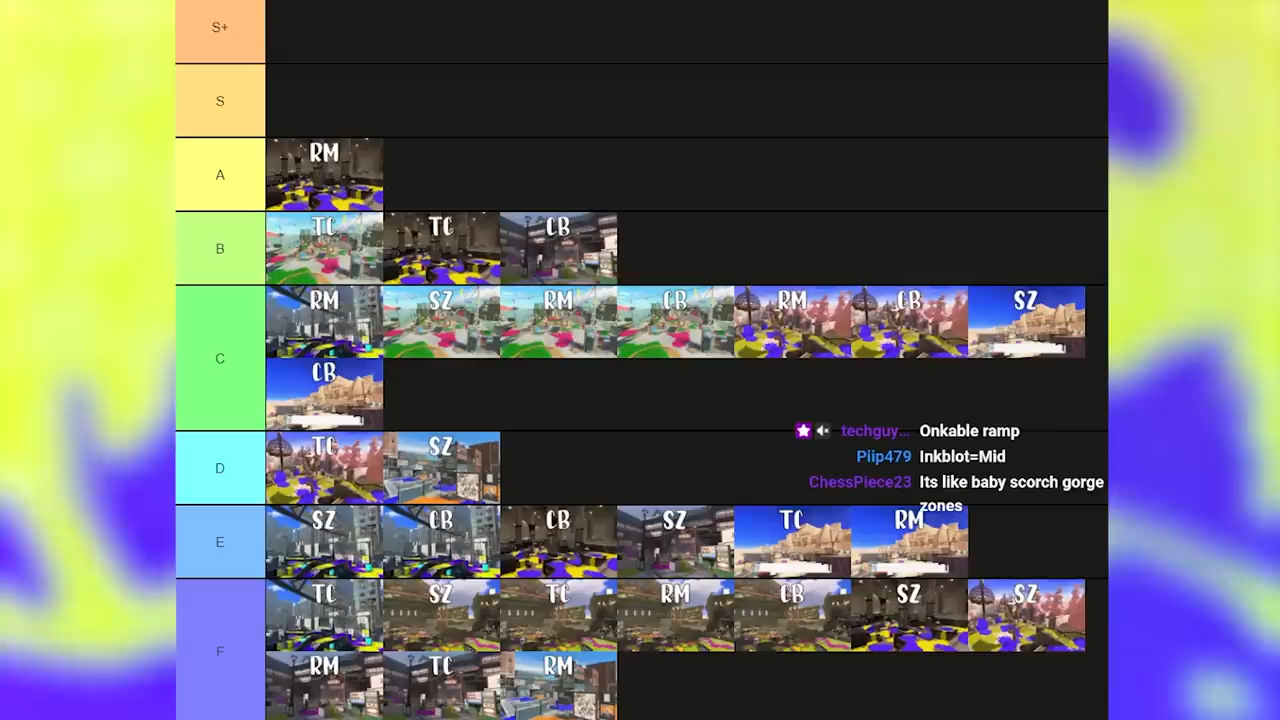 S+
S
A
RM
B
TC TC CB
C
RM SZ RM CB RM CB SZ
CB
D
TC SZ
techguy... Onkable ramp
Piip479 Inkblot=Mid
ChessPiece23 Its like baby scorch gorge
zones
E
SZ CB CB SZ TC RM
F
TC SZ TC RM CB SZ SZ
RM TC RM